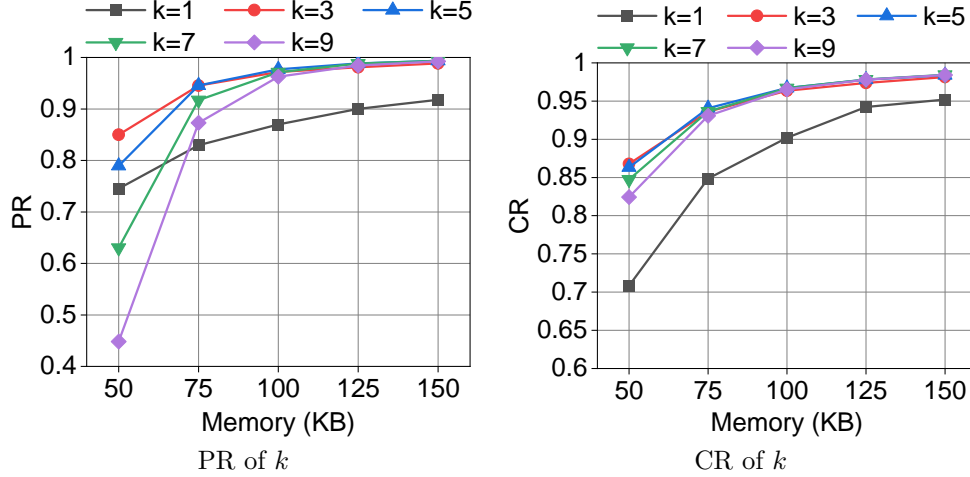 k=1 k=3 k=5
k=7 k=9
1
0.9
0.8
0.7
0.6
0.5
0.4
PR
50 75 100 125 150
Memory (KB)
PR of k
k=1 k=3 k=5
k=7 k=9
1
0.95
0.9
0.85
0.8
0.75
0.7
0.65
0.6
CR
50 75 100 125 150
Memory (KB)
CR of k